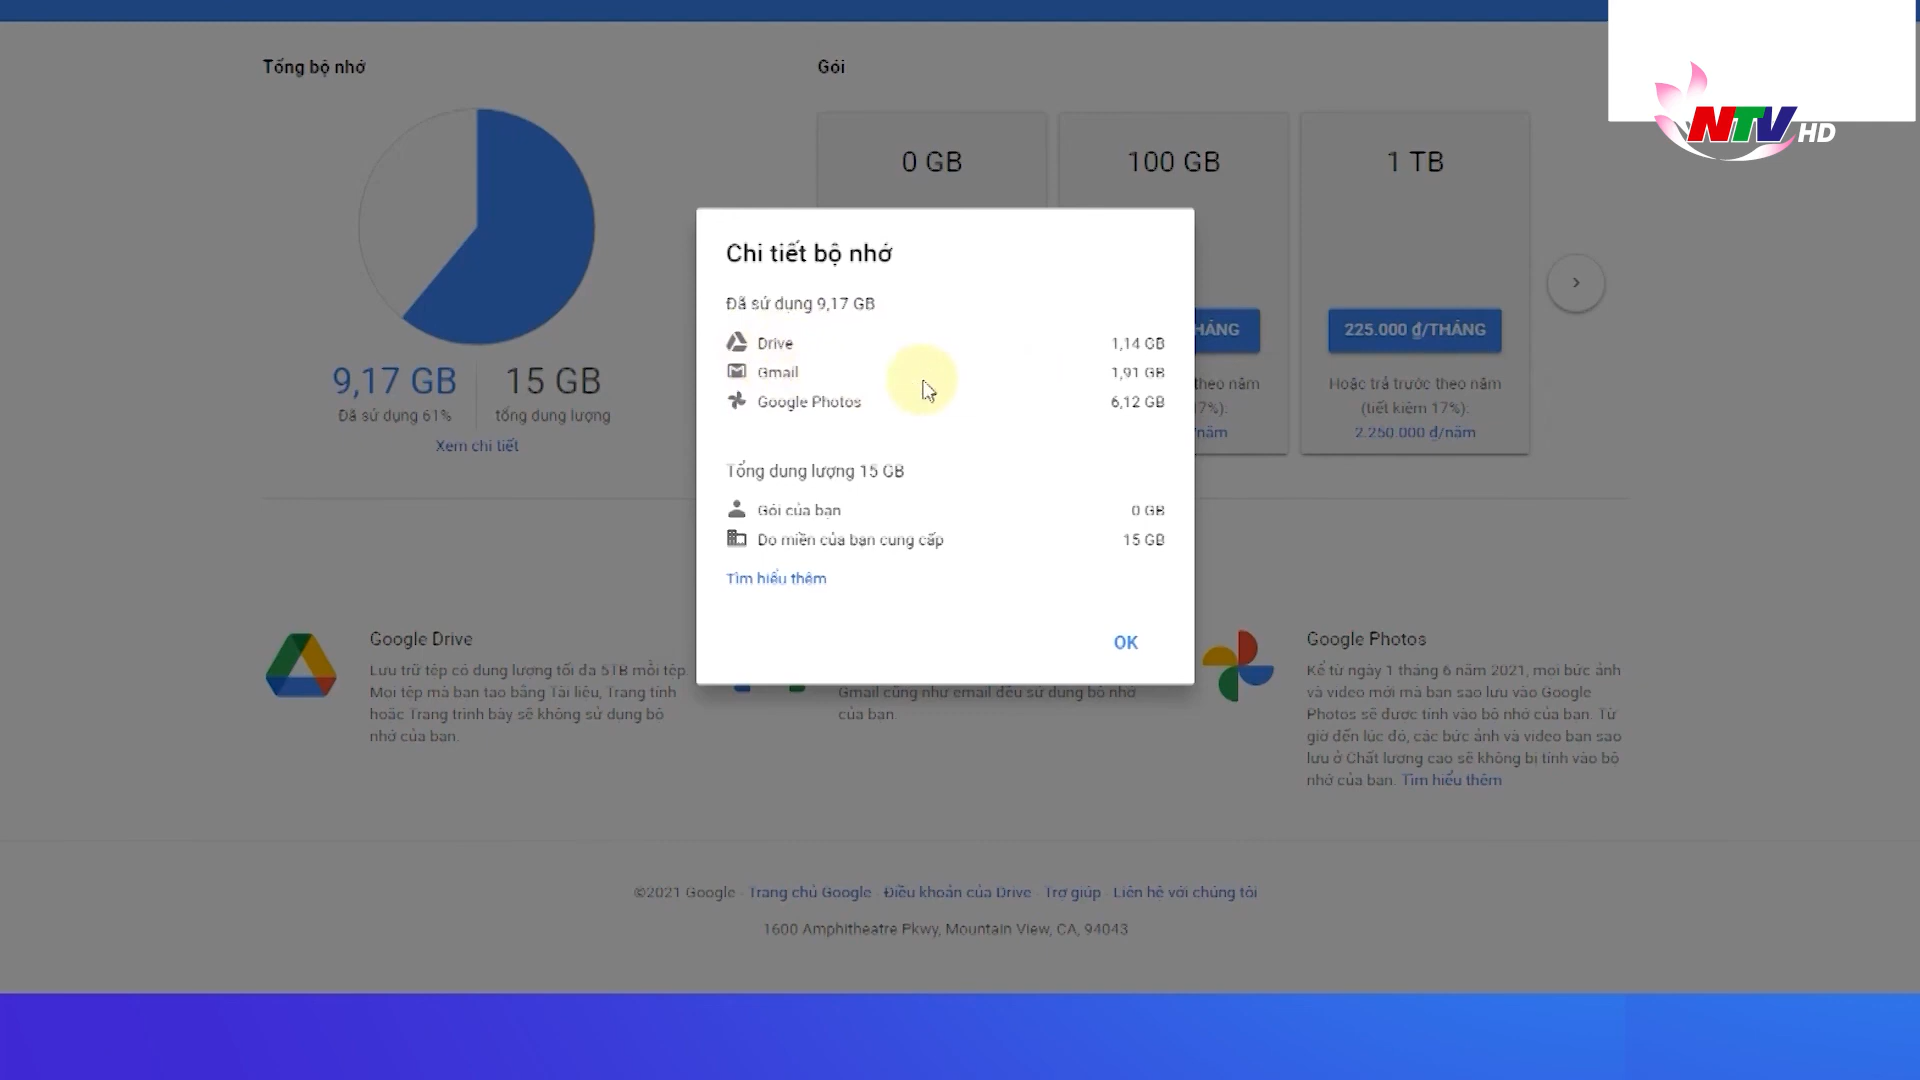 Tổng bộ nhớ
Gói
NTV HD
0 GB
100 GB
1 TB
Chi tiết bộ nhớ
Đã sử dụng 9,17 GB
Drive 1,14 GB
Gmail 1,91 GB
Google Photos 6,12 GB
Tổng dung lượng 15 GB
Gói của bạn 0 GB
Do miền của bạn cung cấp 15 GB
Tìm hiểu thêm
OK
9,17 GB
Đã sử dụng 61%
15 GB
tổng dung lượng
Xem chi tiết
HÁNG
theo năm
17%).
/năm
225.000 ₫/THÁNG
Hoặc trả trước theo năm
(tiết kiệm 17%).
2.250.000 ₫/năm
Google Drive
Lưu trữ tệp có dung lượng tối đa 5TB mỗi tệp
Mọi tệp mà bạn tạo bằng Tài liệu, Trang tính
hoặc Trang trình bày sẽ không sử dụng bộ
nhớ của bạn.
Gmail cũng như email đều sử dụng bộ nhớ
của bạn.
Google Photos
Kể từ ngày 1 tháng 6 năm 2021, mọi bức ảnh
và video mới mà bạn sao lưu vào Google
Photos sẽ được tính vào bộ nhớ của bạn. Từ
giờ đến lúc đó, các bức ảnh và video bạn sao
lưu ở Chất lượng cao sẽ không bị tính vào bộ
nhớ của bạn. Tìm hiểu thêm
©2021 Google · Trang chủ Google · Điều khoản của Drive · Trợ giúp · Liên hệ với chúng tôi
1600 Amphitheatre Pkwy, Mountain View, CA, 94043